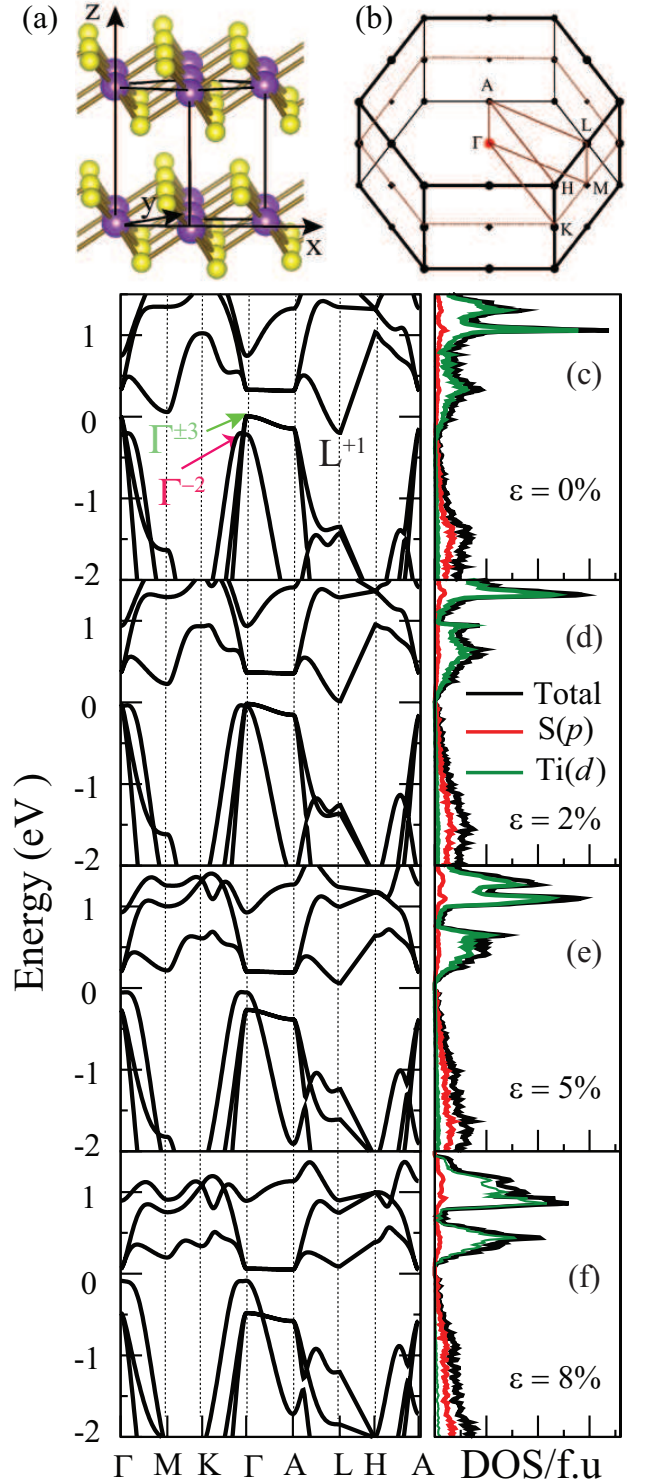 (a)
z
y
x
(b)
A
L
Γ
H
M
K
Energy (eV)
1
0
-1
-2
Γ±3
Γ−2
L+1
(c)
ε = 0%
1
0
-1
-2
(d)
Total
S(p)
Ti(d)
ε = 2%
1
0
-1
-2
(e)
ε = 5%
1
0
-1
-2
(f)
ε = 8%
Γ M K Γ A L H A
DOS/f.u